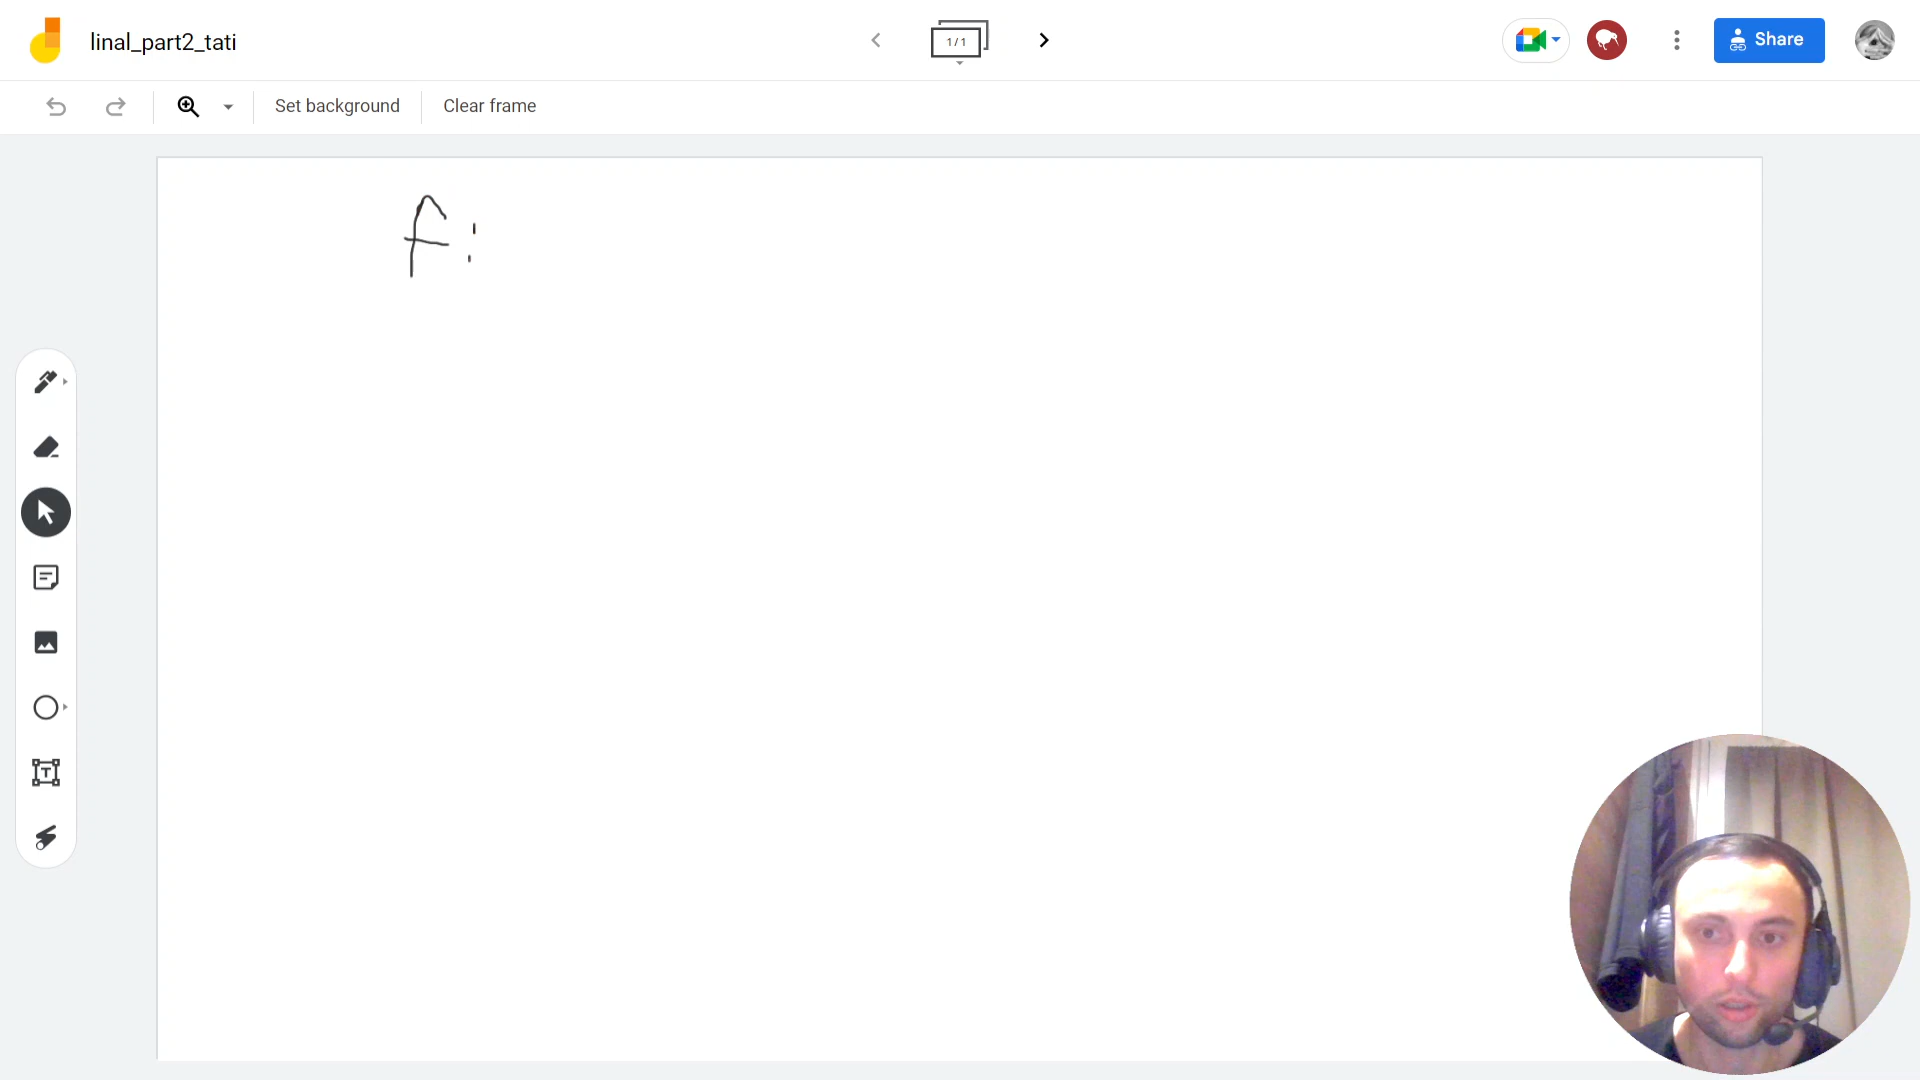 linal_part2_tati
1/1
Share
Set background
Clear frame
f: